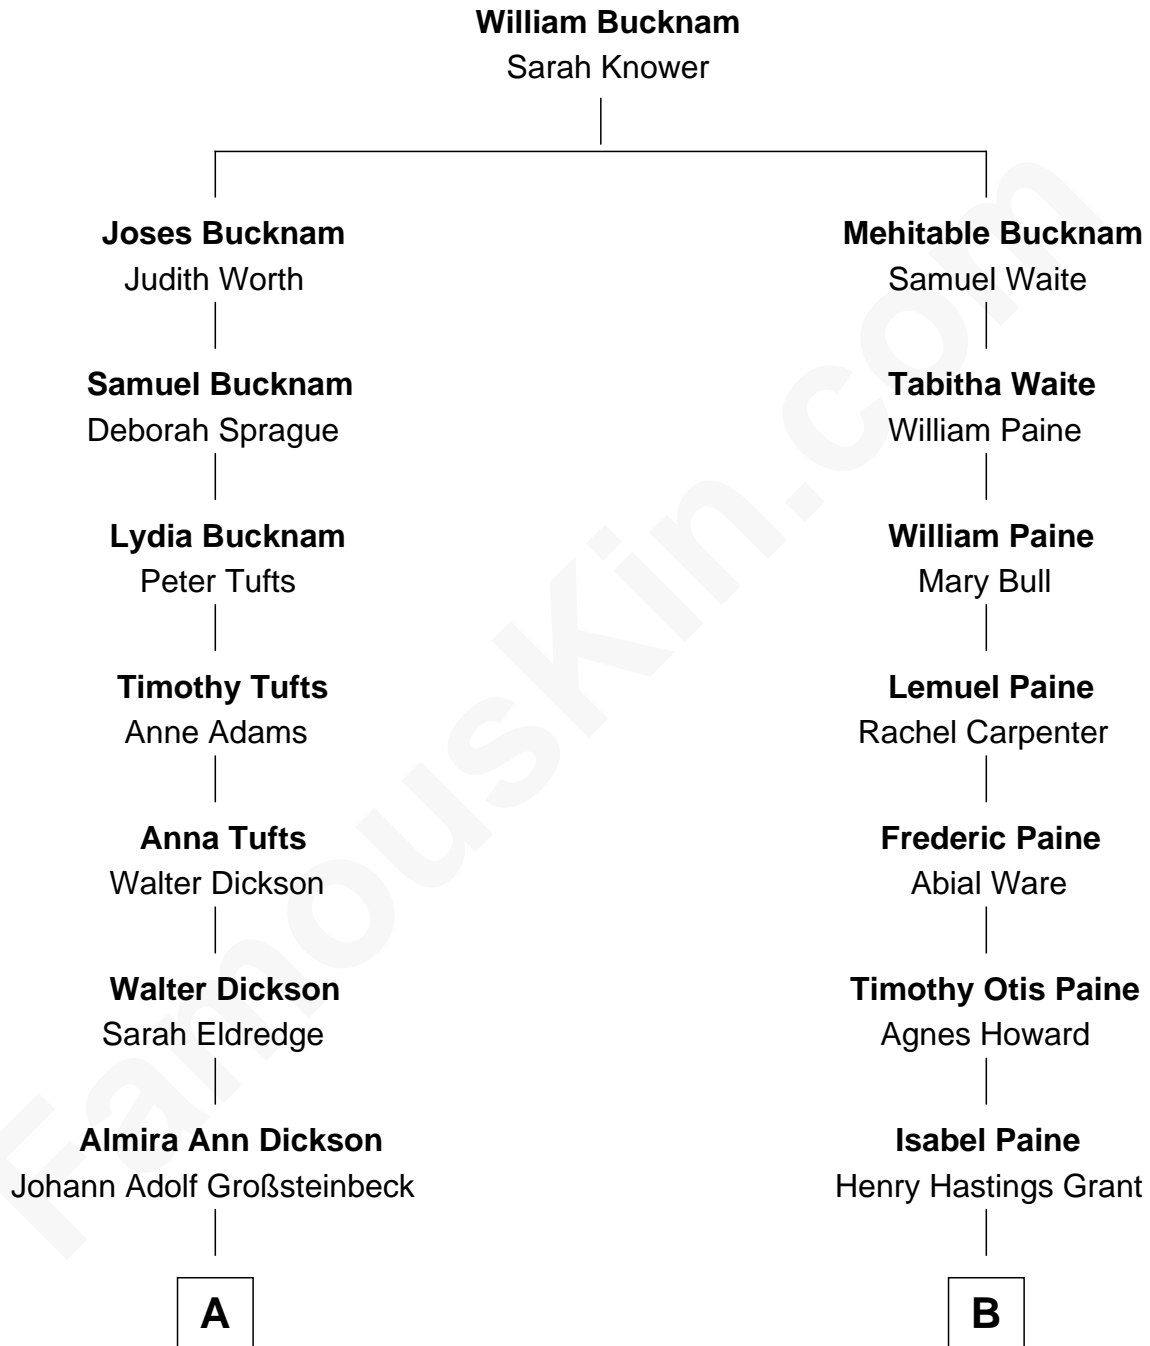 William Bucknam
Sarah Knower
Joses Bucknam
Judith Worth
Mehitable Bucknam
Samuel Waite
Samuel Bucknam
Deborah Sprague
Tabitha Waite
William Paine
Lydia Bucknam
Peter Tufts
William Paine
Mary Bull
Timothy Tufts
Anne Adams
Lemuel Paine
Rachel Carpenter
Anna Tufts
Walter Dickson
Frederic Paine
Abial Ware
Walter Dickson
Sarah Eldredge
Timothy Otis Paine
Agnes Howard
Almira Ann Dickson
Johann Adolf Großsteinbeck
Isabel Paine
Henry Hastings Grant
A
B
FamousKin.com